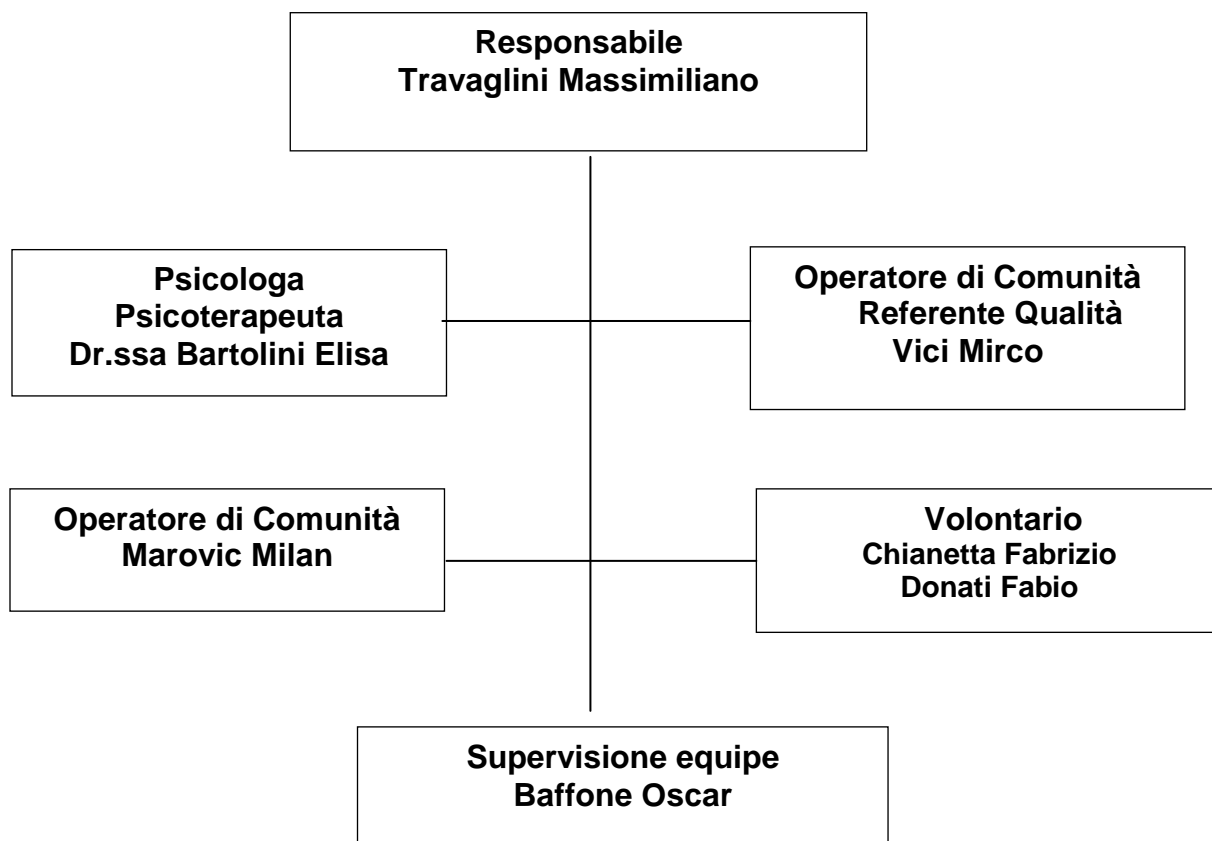 Responsabile
Travaglini Massimiliano
Psicologa
Psicoterapeuta
Dr.ssa Bartolini Elisa
Operatore di Comunità
Referente Qualità
Vici Mirco
Operatore di Comunità
Marovic Milan
Volontario
Chianetta Fabrizio
Donati Fabio
Supervisione equipe
Baffone Oscar